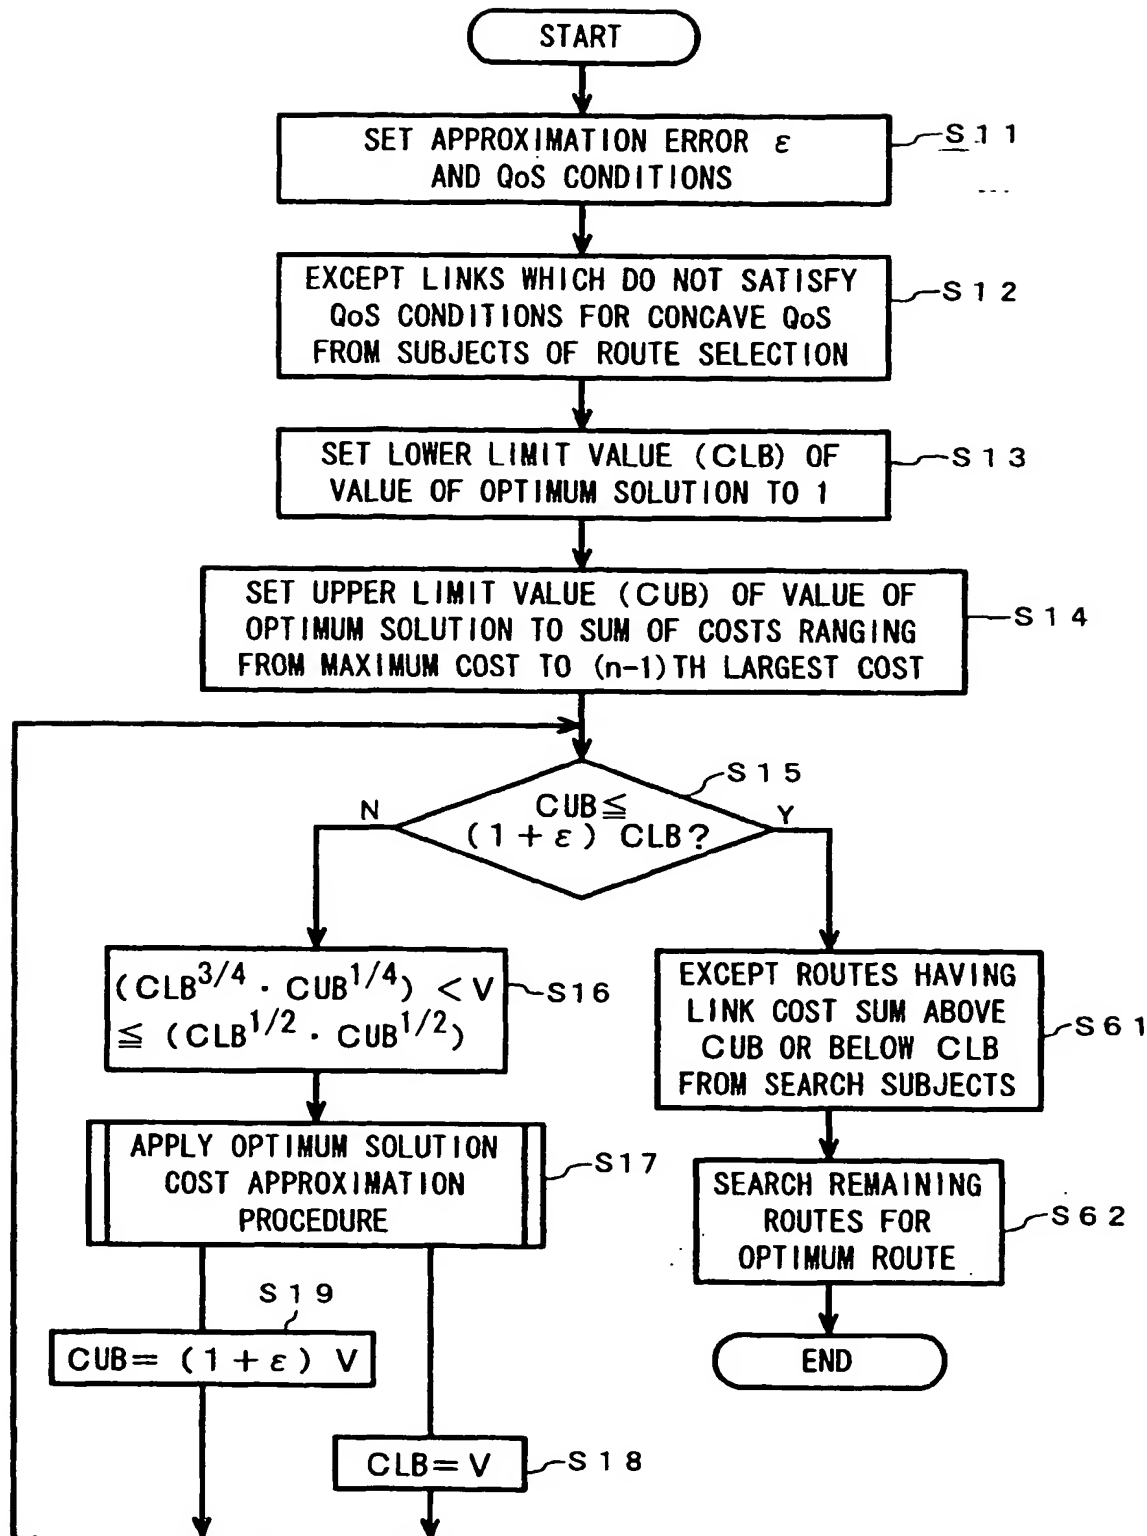 START
SET APPROXIMATION ERROR ε
AND QoS CONDITIONS
S11
EXCEPT LINKS WHICH DO NOT SATISFY
QoS CONDITIONS FOR CONCAVE QoS
FROM SUBJECTS OF ROUTE SELECTION
S12
SET LOWER LIMIT VALUE (CLB) OF
VALUE OF OPTIMUM SOLUTION TO 1
S13
SET UPPER LIMIT VALUE (CUB) OF VALUE OF
OPTIMUM SOLUTION TO SUM OF COSTS RANGING
FROM MAXIMUM COST TO (n-1)TH LARGEST COST
S14
S15
CUB≦
(1+ε) CLB?
N
Y
(CLB^3/4 · CUB^1/4) < V
≦ (CLB^1/2 · CUB^1/2)
S16
EXCEPT ROUTES HAVING
LINK COST SUM ABOVE
CUB OR BELOW CLB
FROM SEARCH SUBJECTS
S61
APPLY OPTIMUM SOLUTION
COST APPROXIMATION
PROCEDURE
S17
SEARCH REMAINING
ROUTES FOR
OPTIMUM ROUTE
S62
S19
CUB= (1+ε) V
END
CLB=V
S18